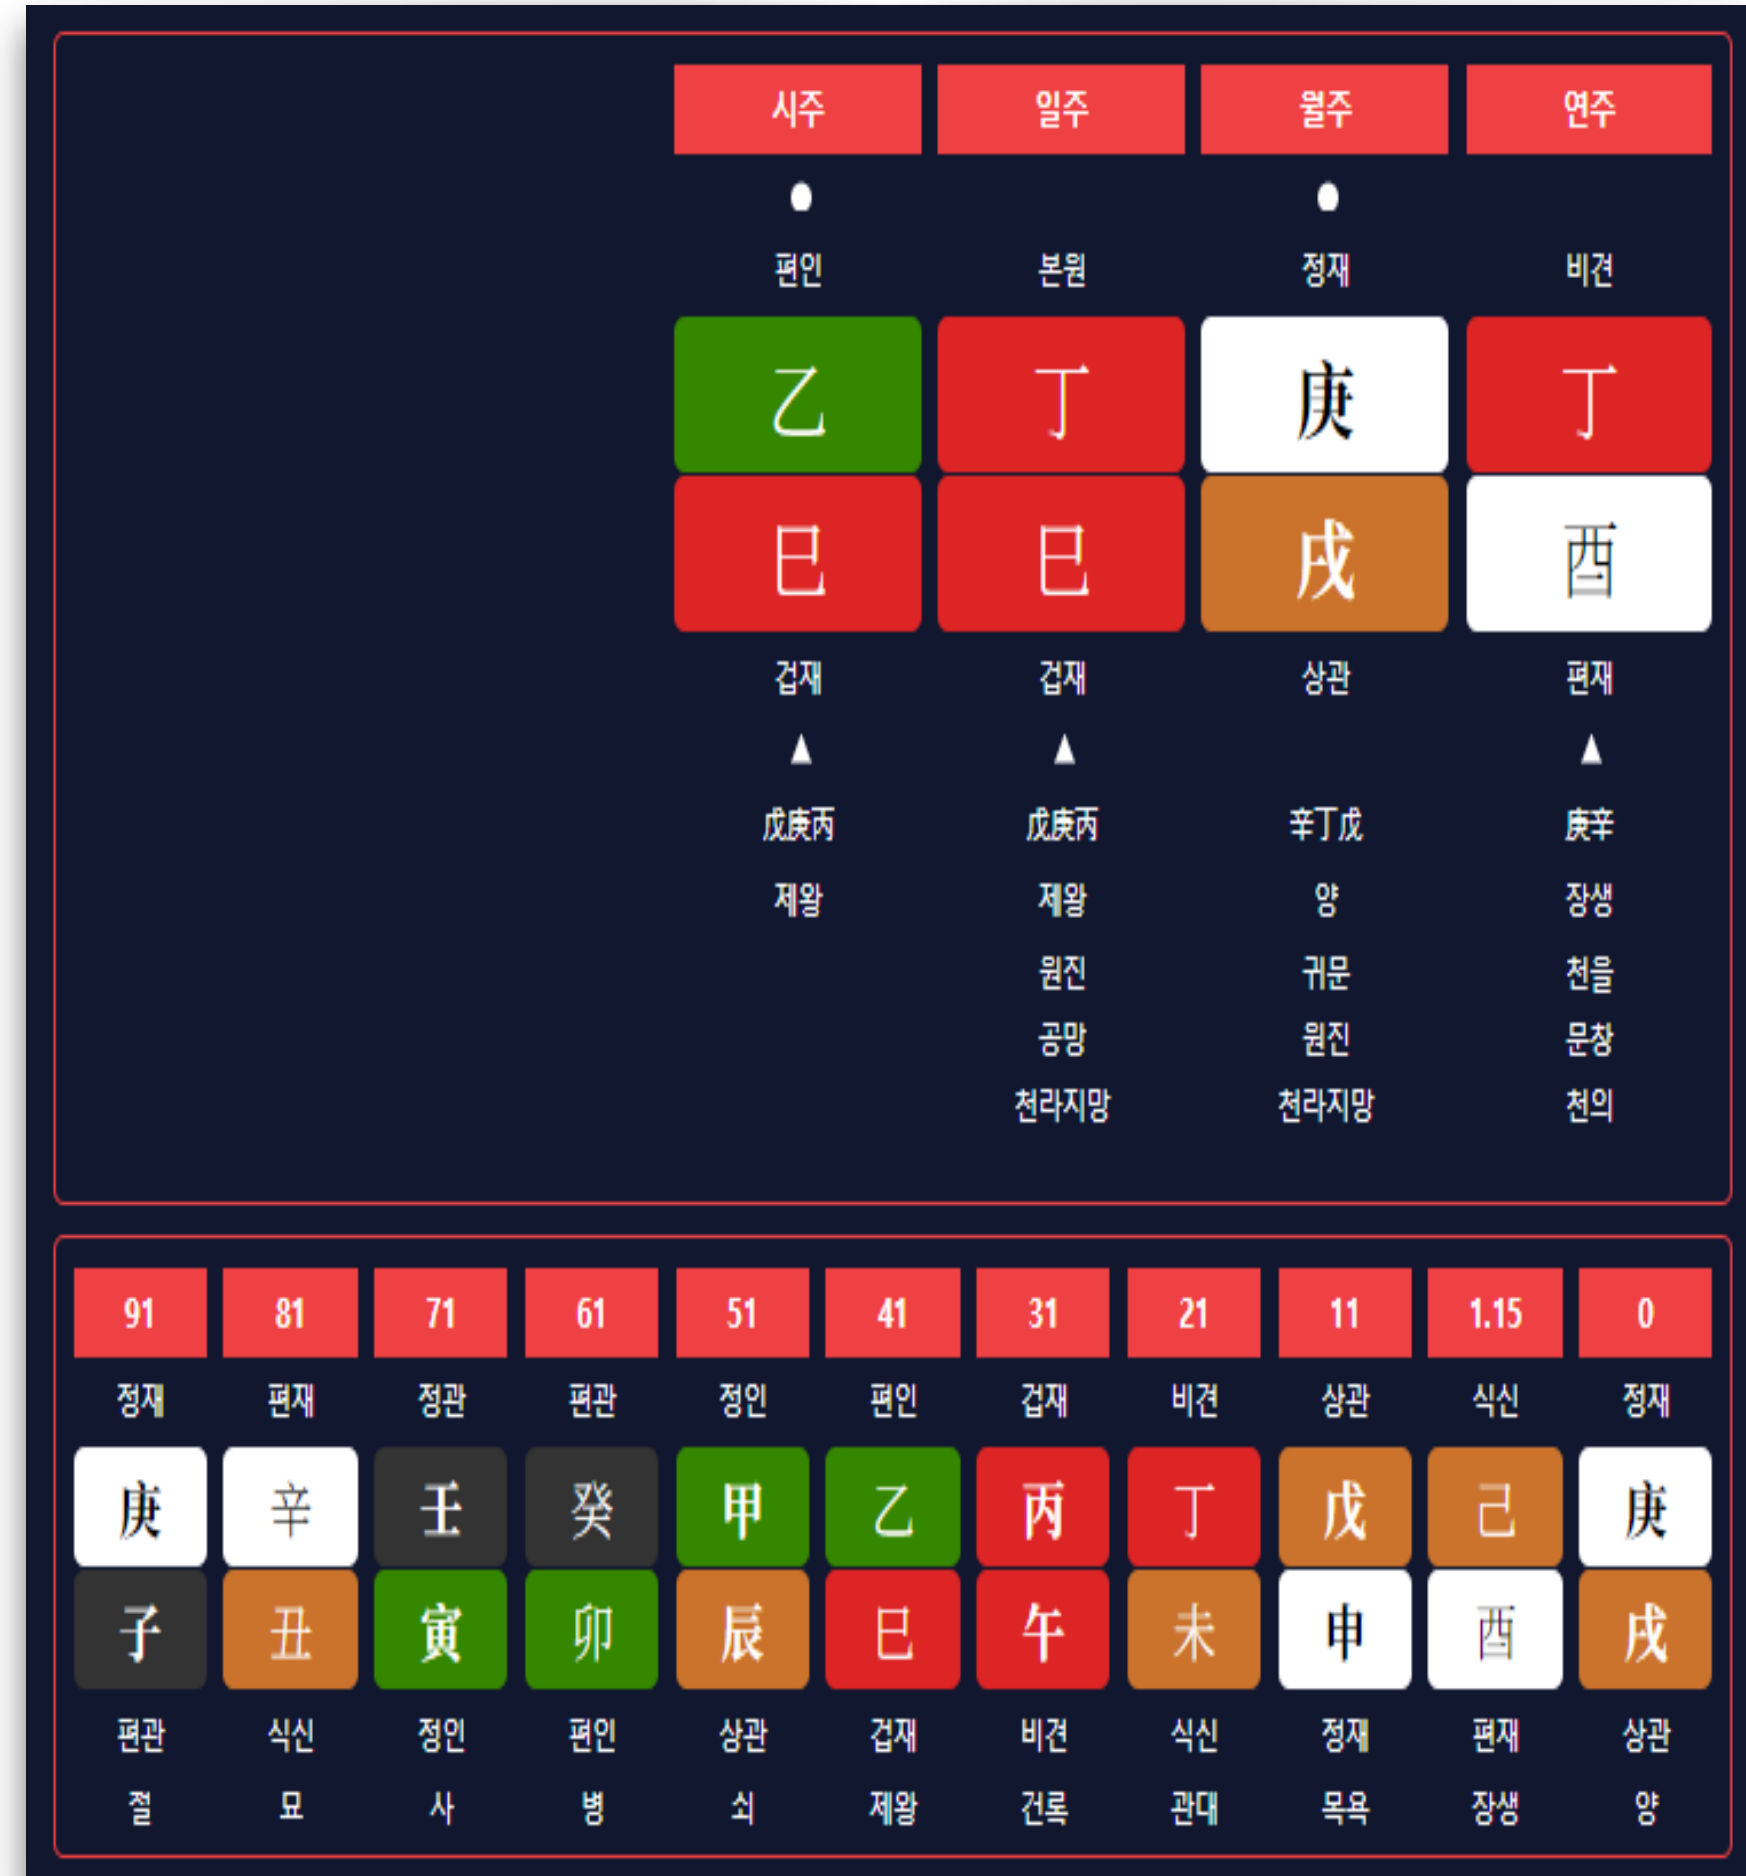 시주 일주 월주 연주
편인 본원 정재 비견
乙 丁 庚 丁
巳 巳 戌 酉
겁재 겁재 상관 편재
戊庚丙 戊庚丙 辛丁戊 庚辛
제왕 제왕 양 장생
원진 귀문 천을
공망 원진 문창
천라지망 천라지망 천의
91 81 71 61 51 41 31 21 11 1.15 0
정재 편재 정관 편관 정인 편인 겁재 비견 상관 식신 정재
庚 辛 壬 癸 甲 乙 丙 丁 戊 己 庚
子 丑 寅 卯 辰 巳 午 未 申 酉 戌
편관 식신 정인 편인 상관 겁재 비견 식신 정재 편재 상관
절 묘 사 병 쇠 제왕 건록 관대 목욕 장생 양